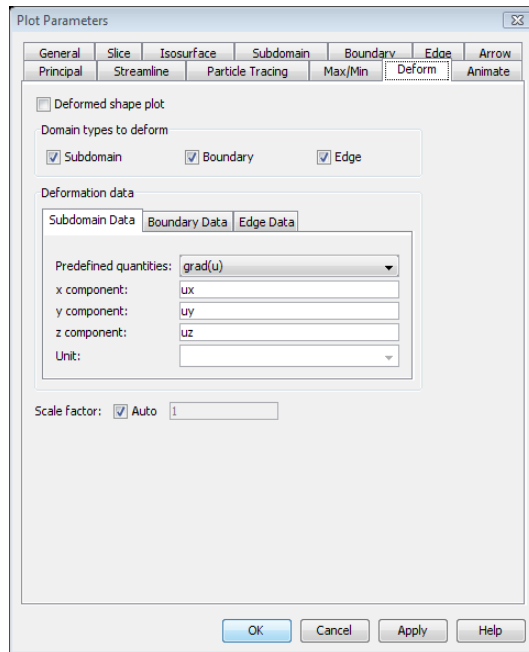 Plot Parameters
General Slice Isosurface Subdomain Boundary Edge Arrow
Principal Streamline Particle Tracing Max/Min Deform Animate
Deformed shape plot
Domain types to deform
Subdomain Boundary Edge
Deformation data
Subdomain Data Boundary Data Edge Data
Predefined quantities: grad(u)
x component: ux
y component: uy
z component: uz
Unit:
Scale factor: Auto 1
OK Cancel Apply Help